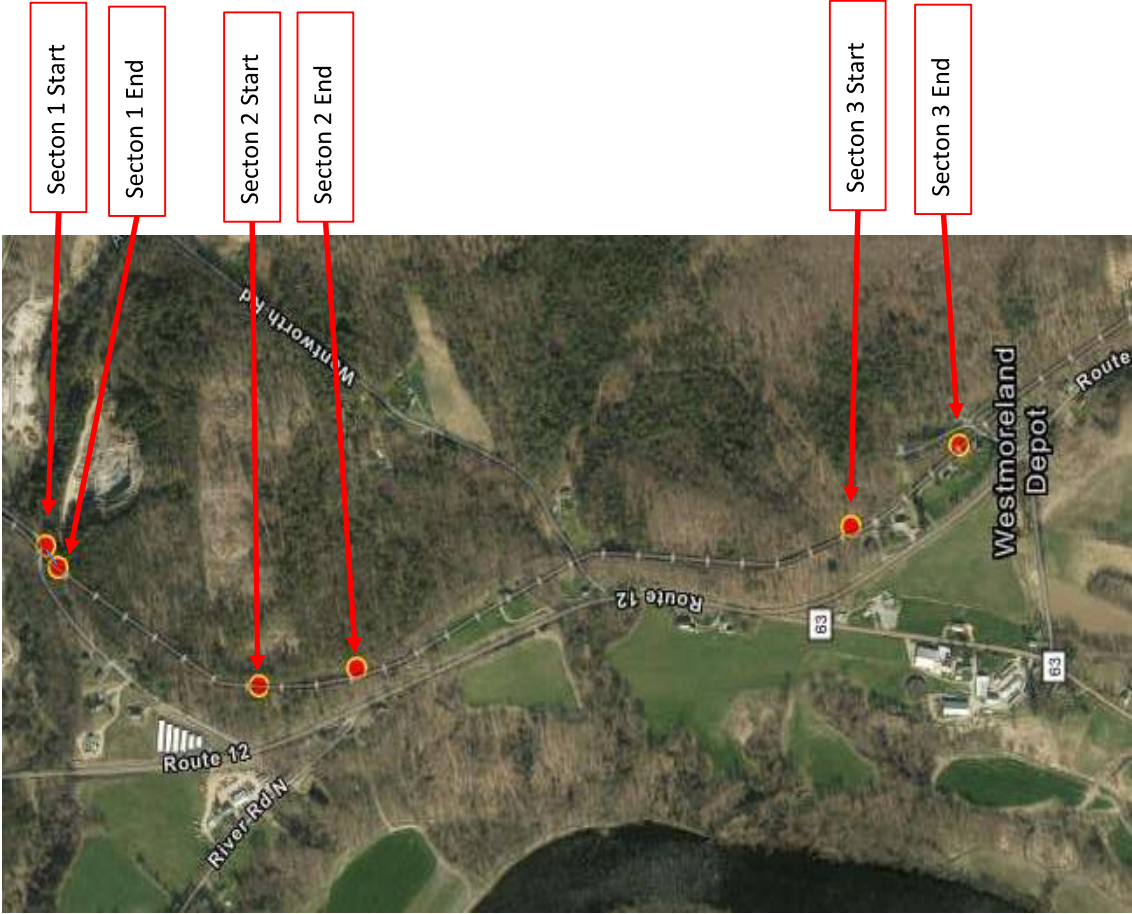 Secton 1 Start
Secton 1 End
Secton 2 Start
Secton 2 End
Secton 3 Start
Secton 3 End
Wentworth Rd
Westmoreland
Depot
Route
Route 12
63
63
Route 12
River Rd N